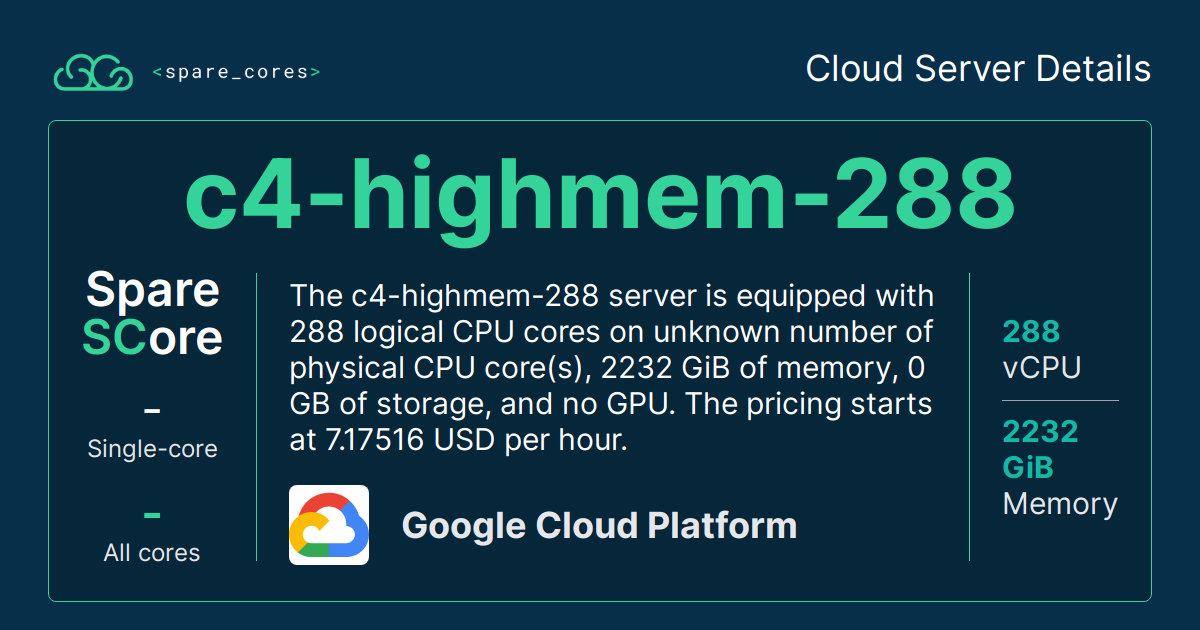 <spare_cores>
Cloud Server Details
c4-highmem-288
Spare
SCore
-
Single-core
-
All cores
The c4-highmem-288 server is equipped with
288 logical CPU cores on unknown number of
physical CPU core(s), 2232 GiB of memory, 0
GB of storage, and no GPU. The pricing starts
at 7.17516 USD per hour.
Google Cloud Platform
288
vCPU
2232
GiB
Memory